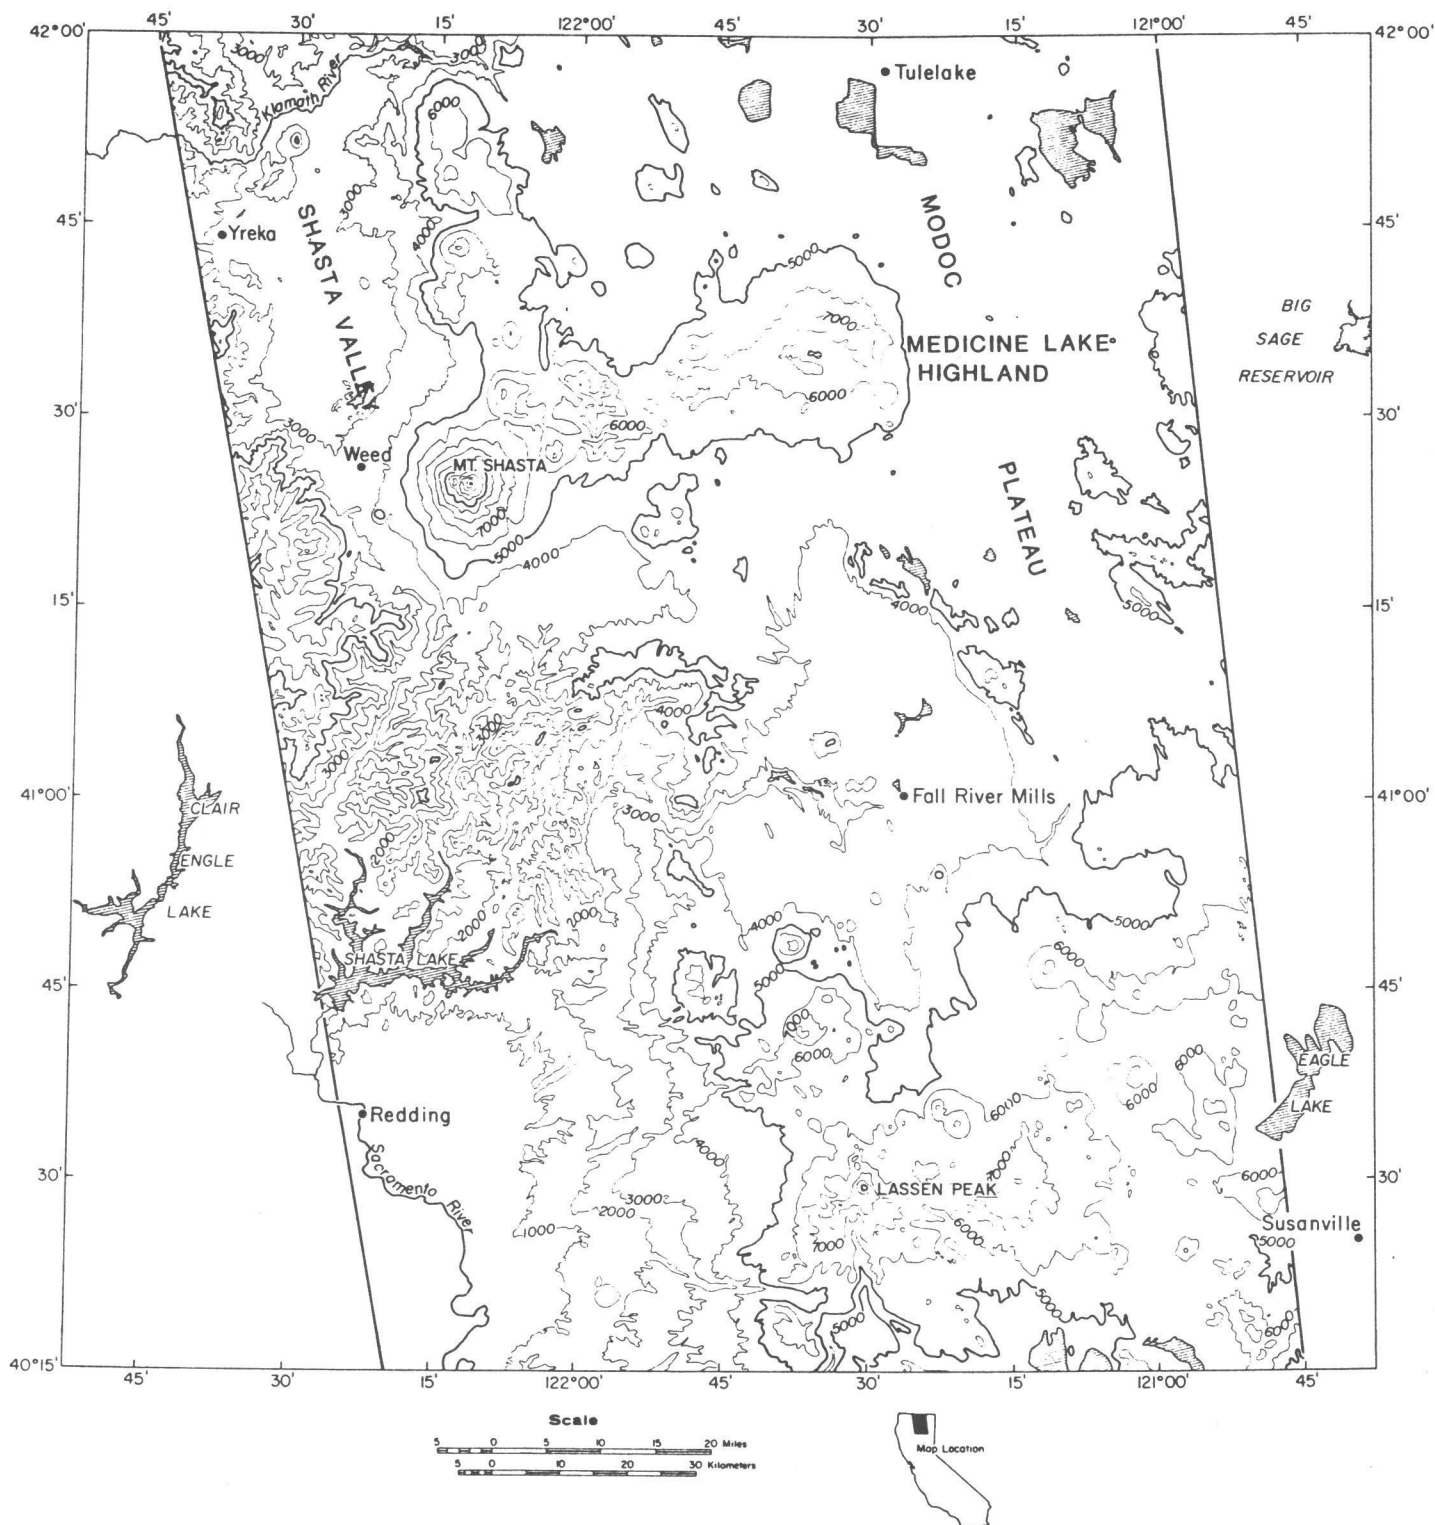 45' 30' 15' 122°00' 45' 30' 15' 121°00' 45'
42°00' 42°00'
3000 3000
Klamath River
Tulelake
6000
3000
45' 45'
Yreka
SHASTA VALLEY
4000
MODOC
5000
BIG
SAGE
RESERVOIR
7000
MEDICINE LAKE
HIGHLAND
6000
30' 30'
3000
6000
Weed
MT. SHASTA
PLATEAU
7000
5000
4000
15' 15'
4000
5000
4000
3000
3000
41°00' 41°00'
CLAIR
ENGLE
LAKE
Fall River Mills
3000
2000
2000
2000
4000
5000
6000
SHASTA LAKE
5000
45' 45'
7000
6000
6000
EAGLE
LAKE
6000
6000
Redding
4000
7000
30' 30'
Sacramento River
LASSEN PEAK
6000
3000
2000
1000
6000
7000
Susanville
5000
5000
5000
6000
40°15'
45' 30' 15' 122°00' 45' 30' 15' 121°00' 45'
Scale
5 0 5 10 15 20 Miles
5 0 10 20 30 Kilometers
Map Location